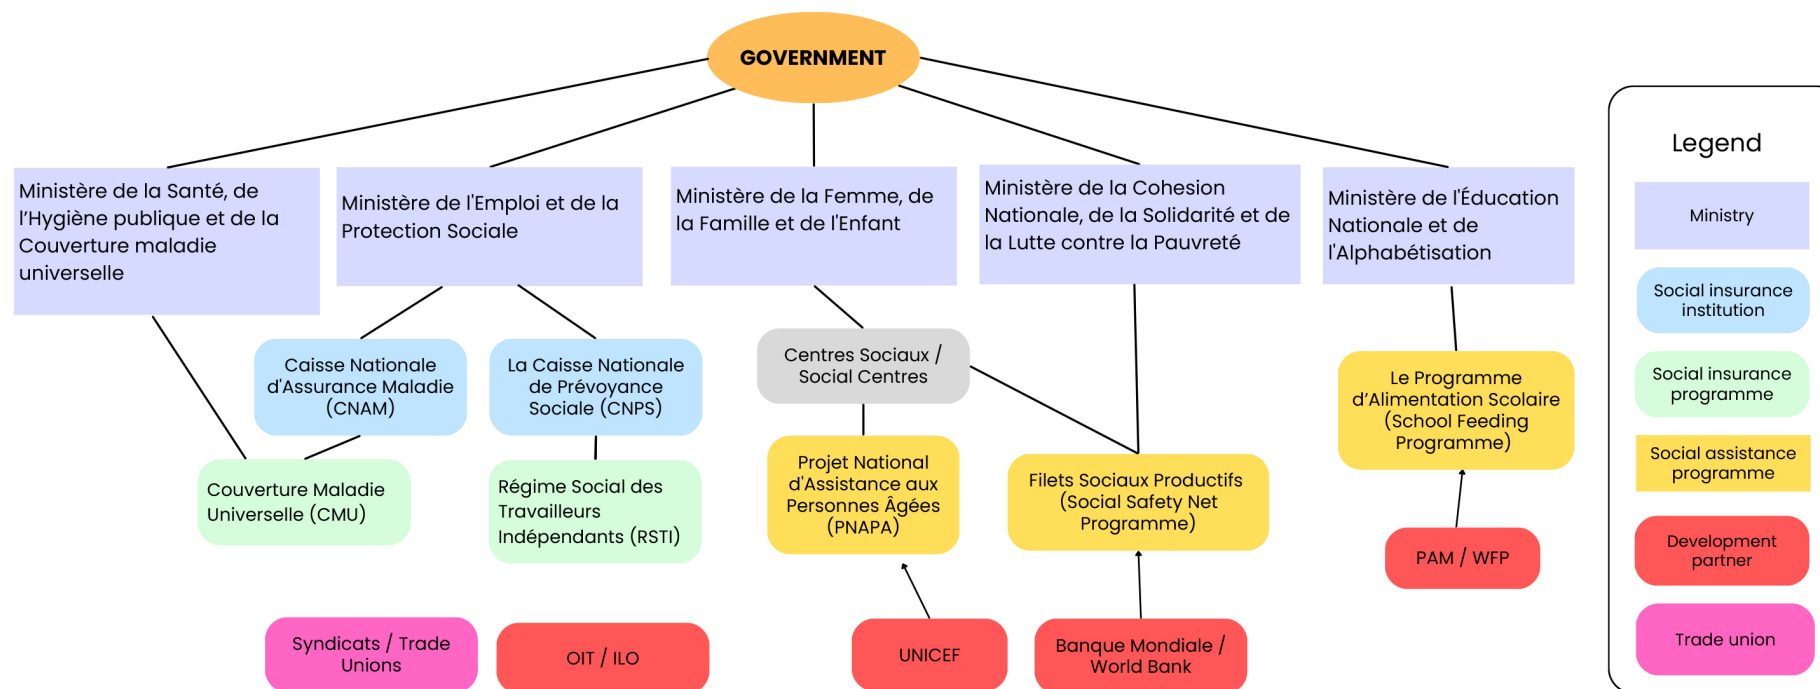 GOVERNMENT
Ministère de la Santé, de
l’Hygiène publique et de la
Couverture maladie
universelle
Ministère de l'Emploi et de la
Protection Sociale
Ministère de la Femme, de
la Famille et de l'Enfant
Ministère de la Cohesion
Nationale, de la Solidarité et de
la Lutte contre la Pauvreté
Ministère de l'Éducation
Nationale et de
l'Alphabétisation
Caisse Nationale
d'Assurance Maladie
(CNAM)
La Caisse Nationale
de Prévoyance
Sociale (CNPS)
Centres Sociaux /
Social Centres
Le Programme
d’Alimentation Scolaire
(School Feeding
Programme)
Couverture Maladie
Universelle (CMU)
Régime Social des
Travailleurs
Indépendants (RSTI)
Projet National
d'Assistance aux
Personnes Âgées
(PNAPA)
Filets Sociaux Productifs
(Social Safety Net
Programme)
PAM / WFP
Syndicats / Trade
Unions
OIT / ILO
UNICEF
Banque Mondiale /
World Bank
Legend
Ministry
Social insurance
institution
Social insurance
programme
Social assistance
programme
Development
partner
Trade union